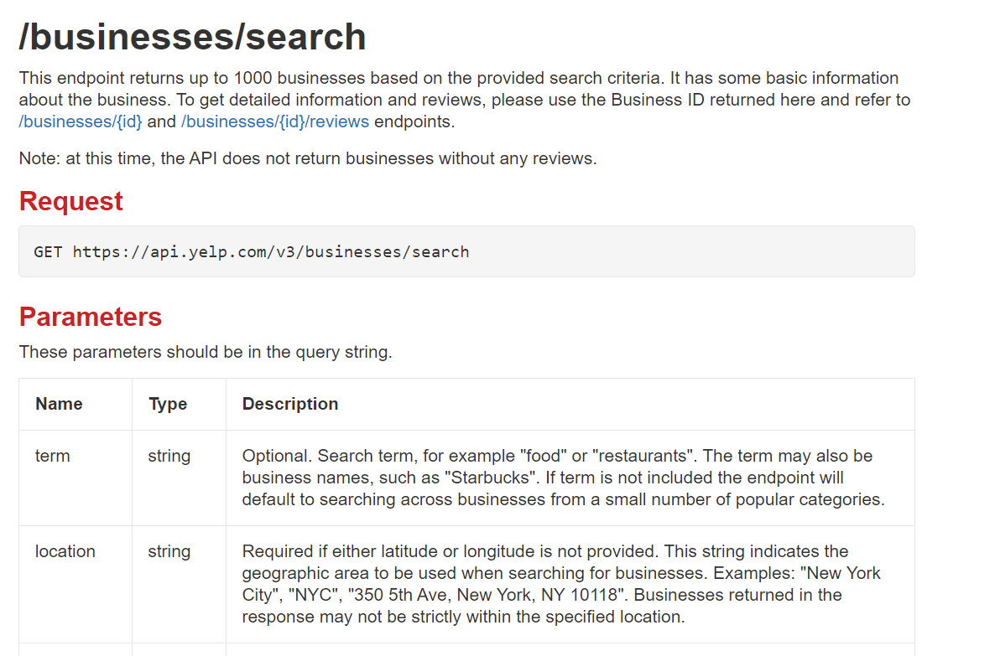 /businesses/search
This endpoint returns up to 1000 businesses based on the provided search criteria. It has some basic information
about the business. To get detailed information and reviews, please use the Business ID returned here and refer to
/businesses/{id} and /businesses/{id}/reviews endpoints.
Note: at this time, the API does not return businesses without any reviews.
Request
GET https://api.yelp.com/v3/businesses/search
Parameters
These parameters should be in the query string.
Name Type Description
term string Optional. Search term, for example "food" or "restaurants". The term may also be
business names, such as "Starbucks". If term is not included the endpoint will
default to searching across businesses from a small number of popular categories.
location string Required if either latitude or longitude is not provided. This string indicates the
geographic area to be used when searching for businesses. Examples: "New York
City", "NYC", "350 5th Ave, New York, NY 10118". Businesses returned in the
response may not be strictly within the specified location.